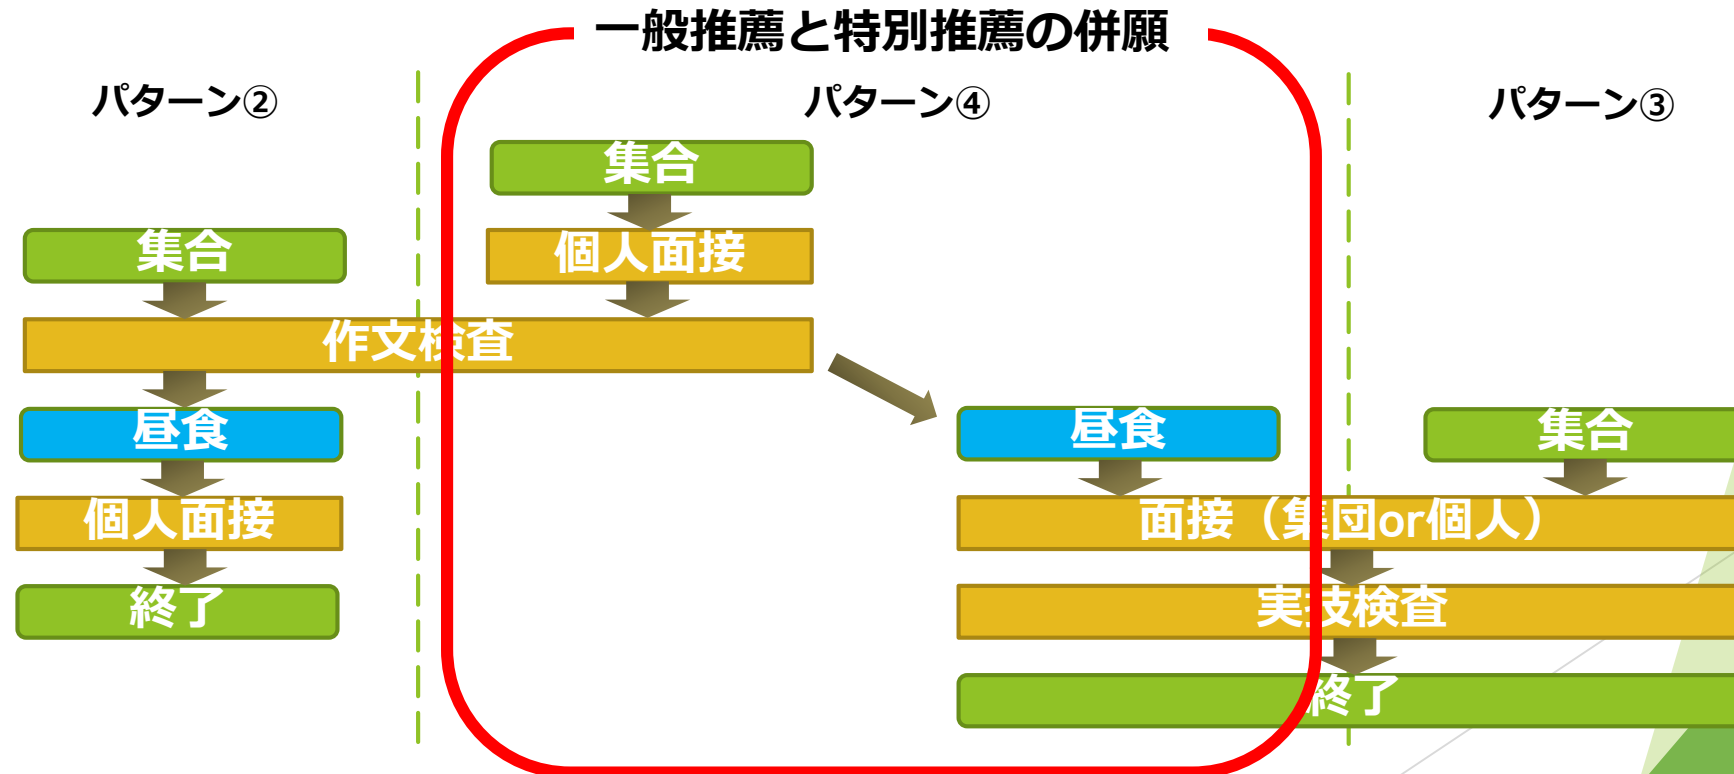 一般推薦と特別推薦の併願
パターン②
パターン④
パターン③
集合
個人面接
集合
作文検査
昼食
個人面接
終了
昼食
集合
面接（集団or個人）
実技検査
終了